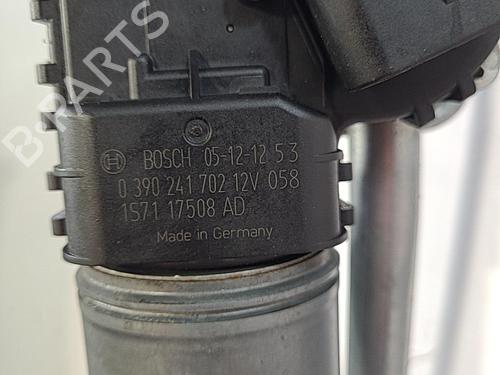 B-PARTS
BOSCH 05-12-12 53
0 390 241 702 12V 058
1S71 17508 AD
Made in Germany